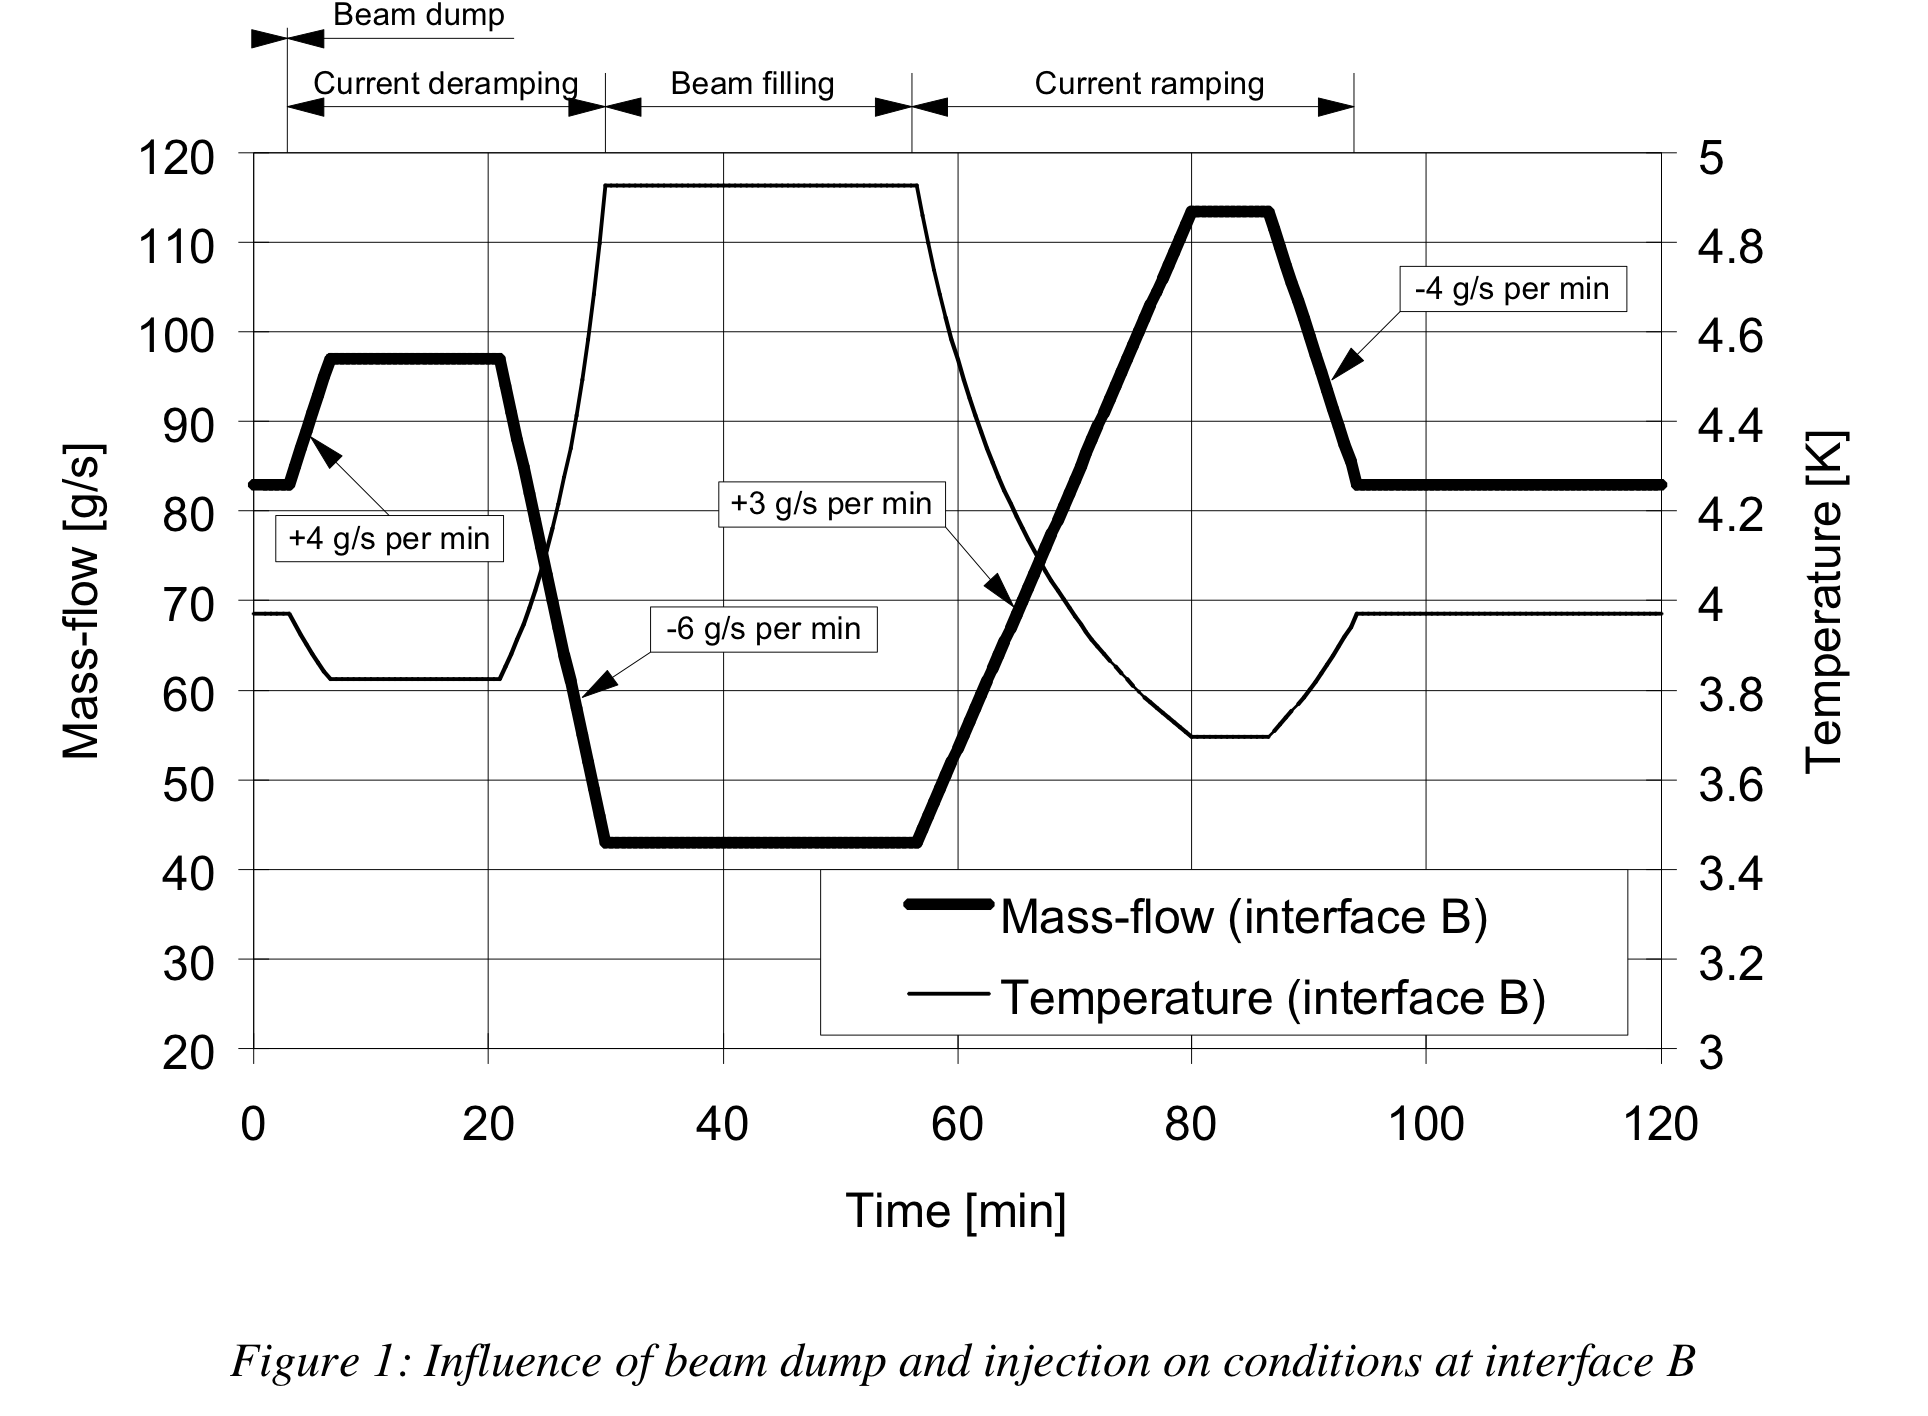 Beam dump
Current deramping
Beam filling
Current ramping
120
110
100
90
80
70
60
50
40
30
20
5
4.8
4.6
4.4
4.2
4
3.8
3.6
3.4
3.2
3
Mass-flow [g/s]
Temperature [K]
-4 g/s per min
+3 g/s per min
+4 g/s per min
-6 g/s per min
Mass-flow (interface B)
Temperature (interface B)
0 20 40 60 80 100 120
Time [min]
Figure 1: Influence of beam dump and injection on conditions at interface B